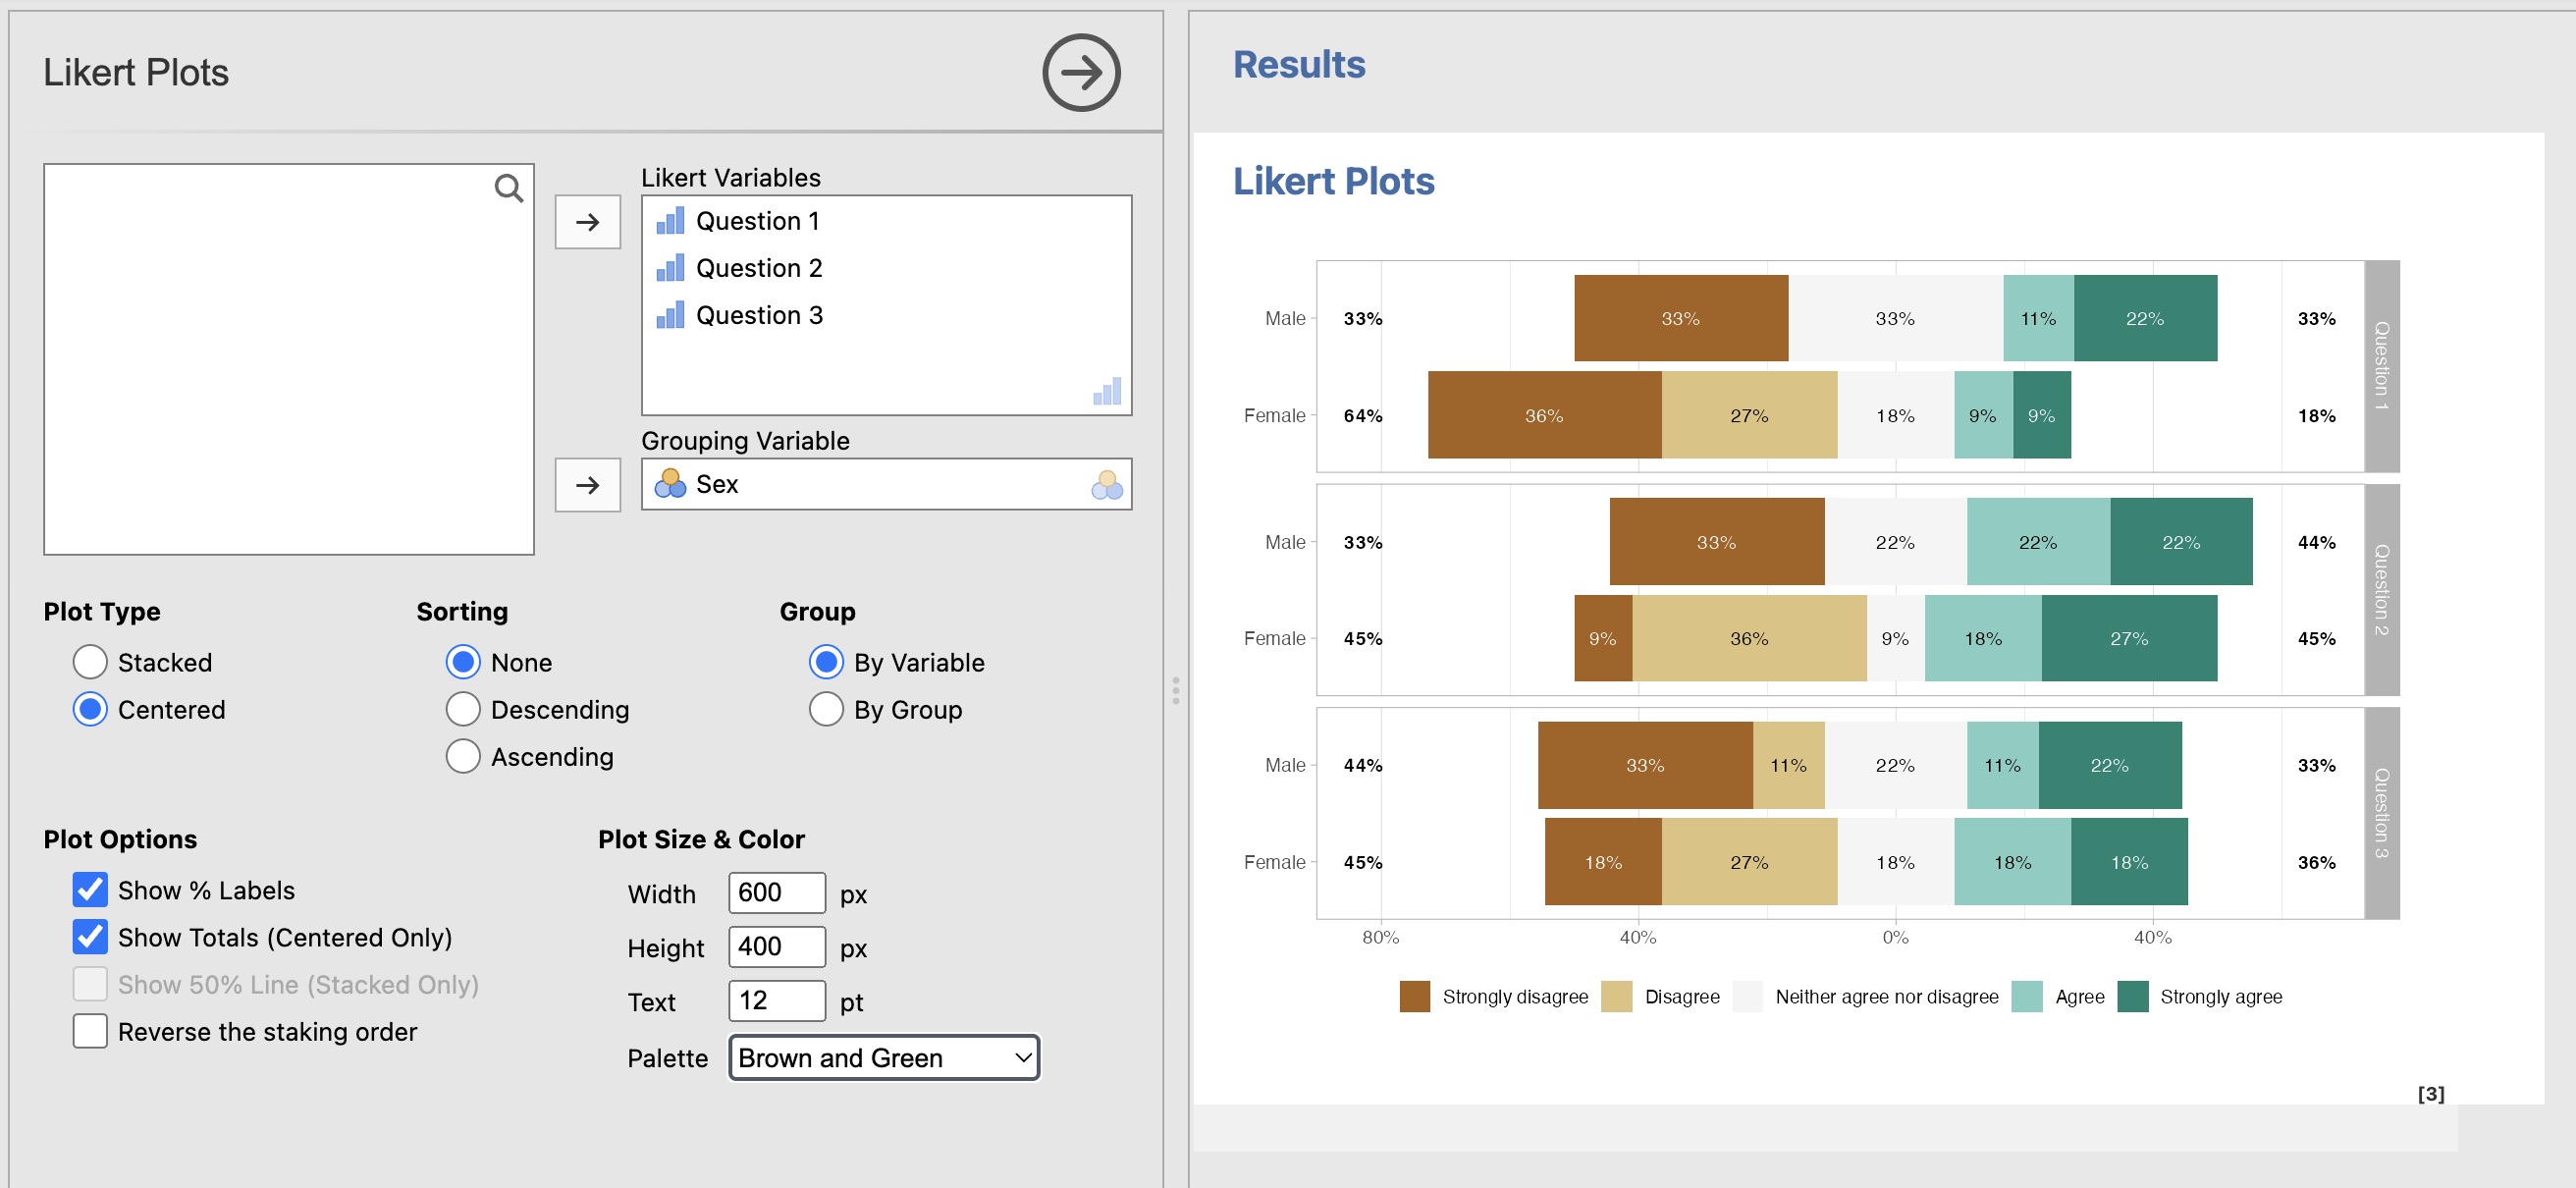 Likert Plots
Likert Variables
Question 1
Question 2
Question 3
Grouping Variable
Sex
Plot Type
Stacked
Centered
Sorting
None
Descending
Ascending
Group
By Variable
By Group
Plot Options
Show % Labels
Show Totals (Centered Only)
Show 50% Line (Stacked Only)
Reverse the staking order
Plot Size & Color
Width 600 px
Height 400 px
Text 12 pt
Palette Brown and Green
Results
Likert Plots
Male 33% 33% 33% 11% 22% 33%
Female 64% 36% 27% 18% 9% 9% 18%
Question 1
Male 33% 33% 22% 22% 22% 44%
Female 45% 9% 36% 9% 18% 27% 45%
Question 2
Male 44% 33% 11% 22% 11% 22% 33%
Female 45% 18% 27% 18% 18% 18% 36%
Question 3
80% 40% 0% 40%
Strongly disagree Disagree Neither agree nor disagree Agree Strongly agree
[3]